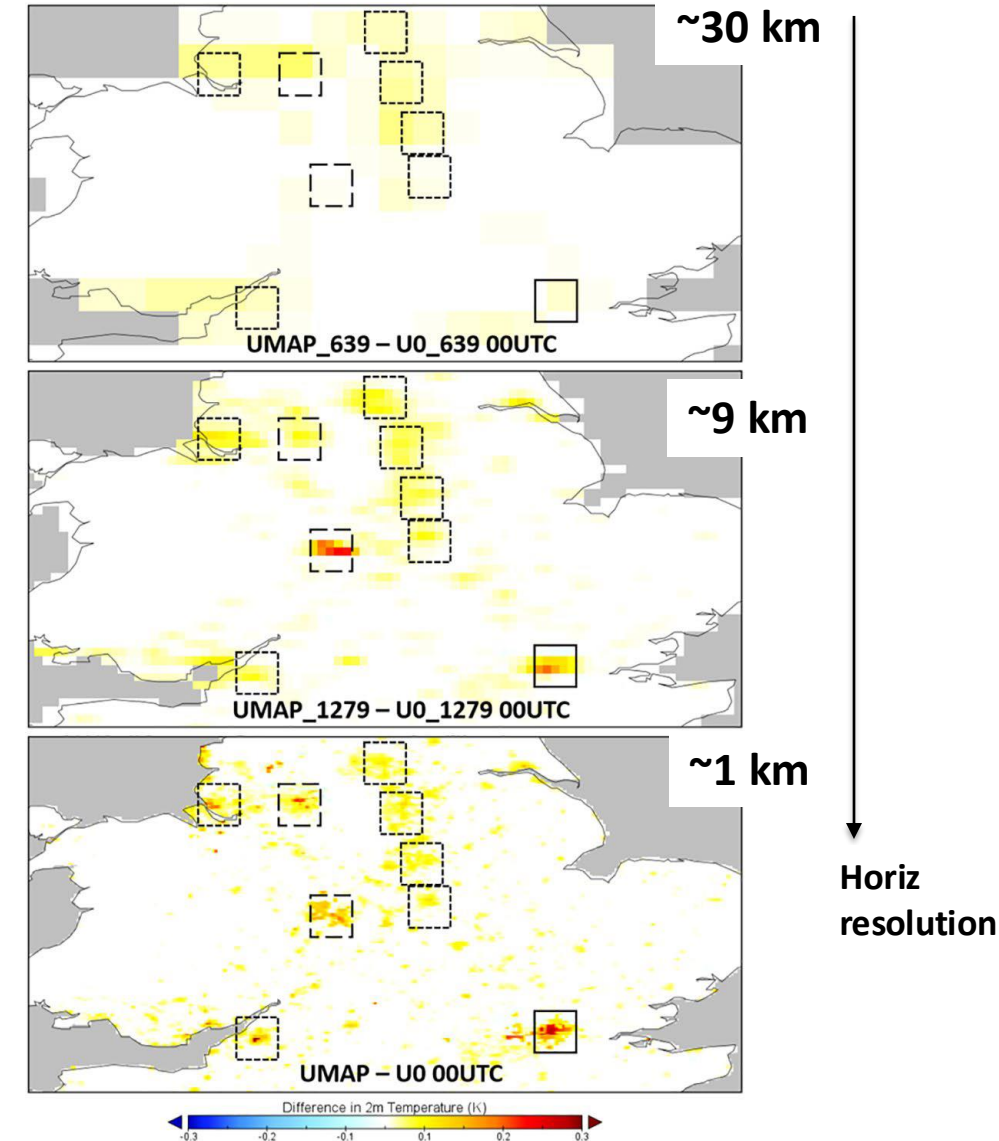 ~30 km
UMAP_639 – U0_639 00UTC
~9 km
UMAP_1279 – U0_1279 00UTC
~1 km
Horiz
resolution
UMAP – U0 00UTC
Difference in 2m Temperature (K)
-0.3 -0.2 -0.1 0.1 0.2 0.3